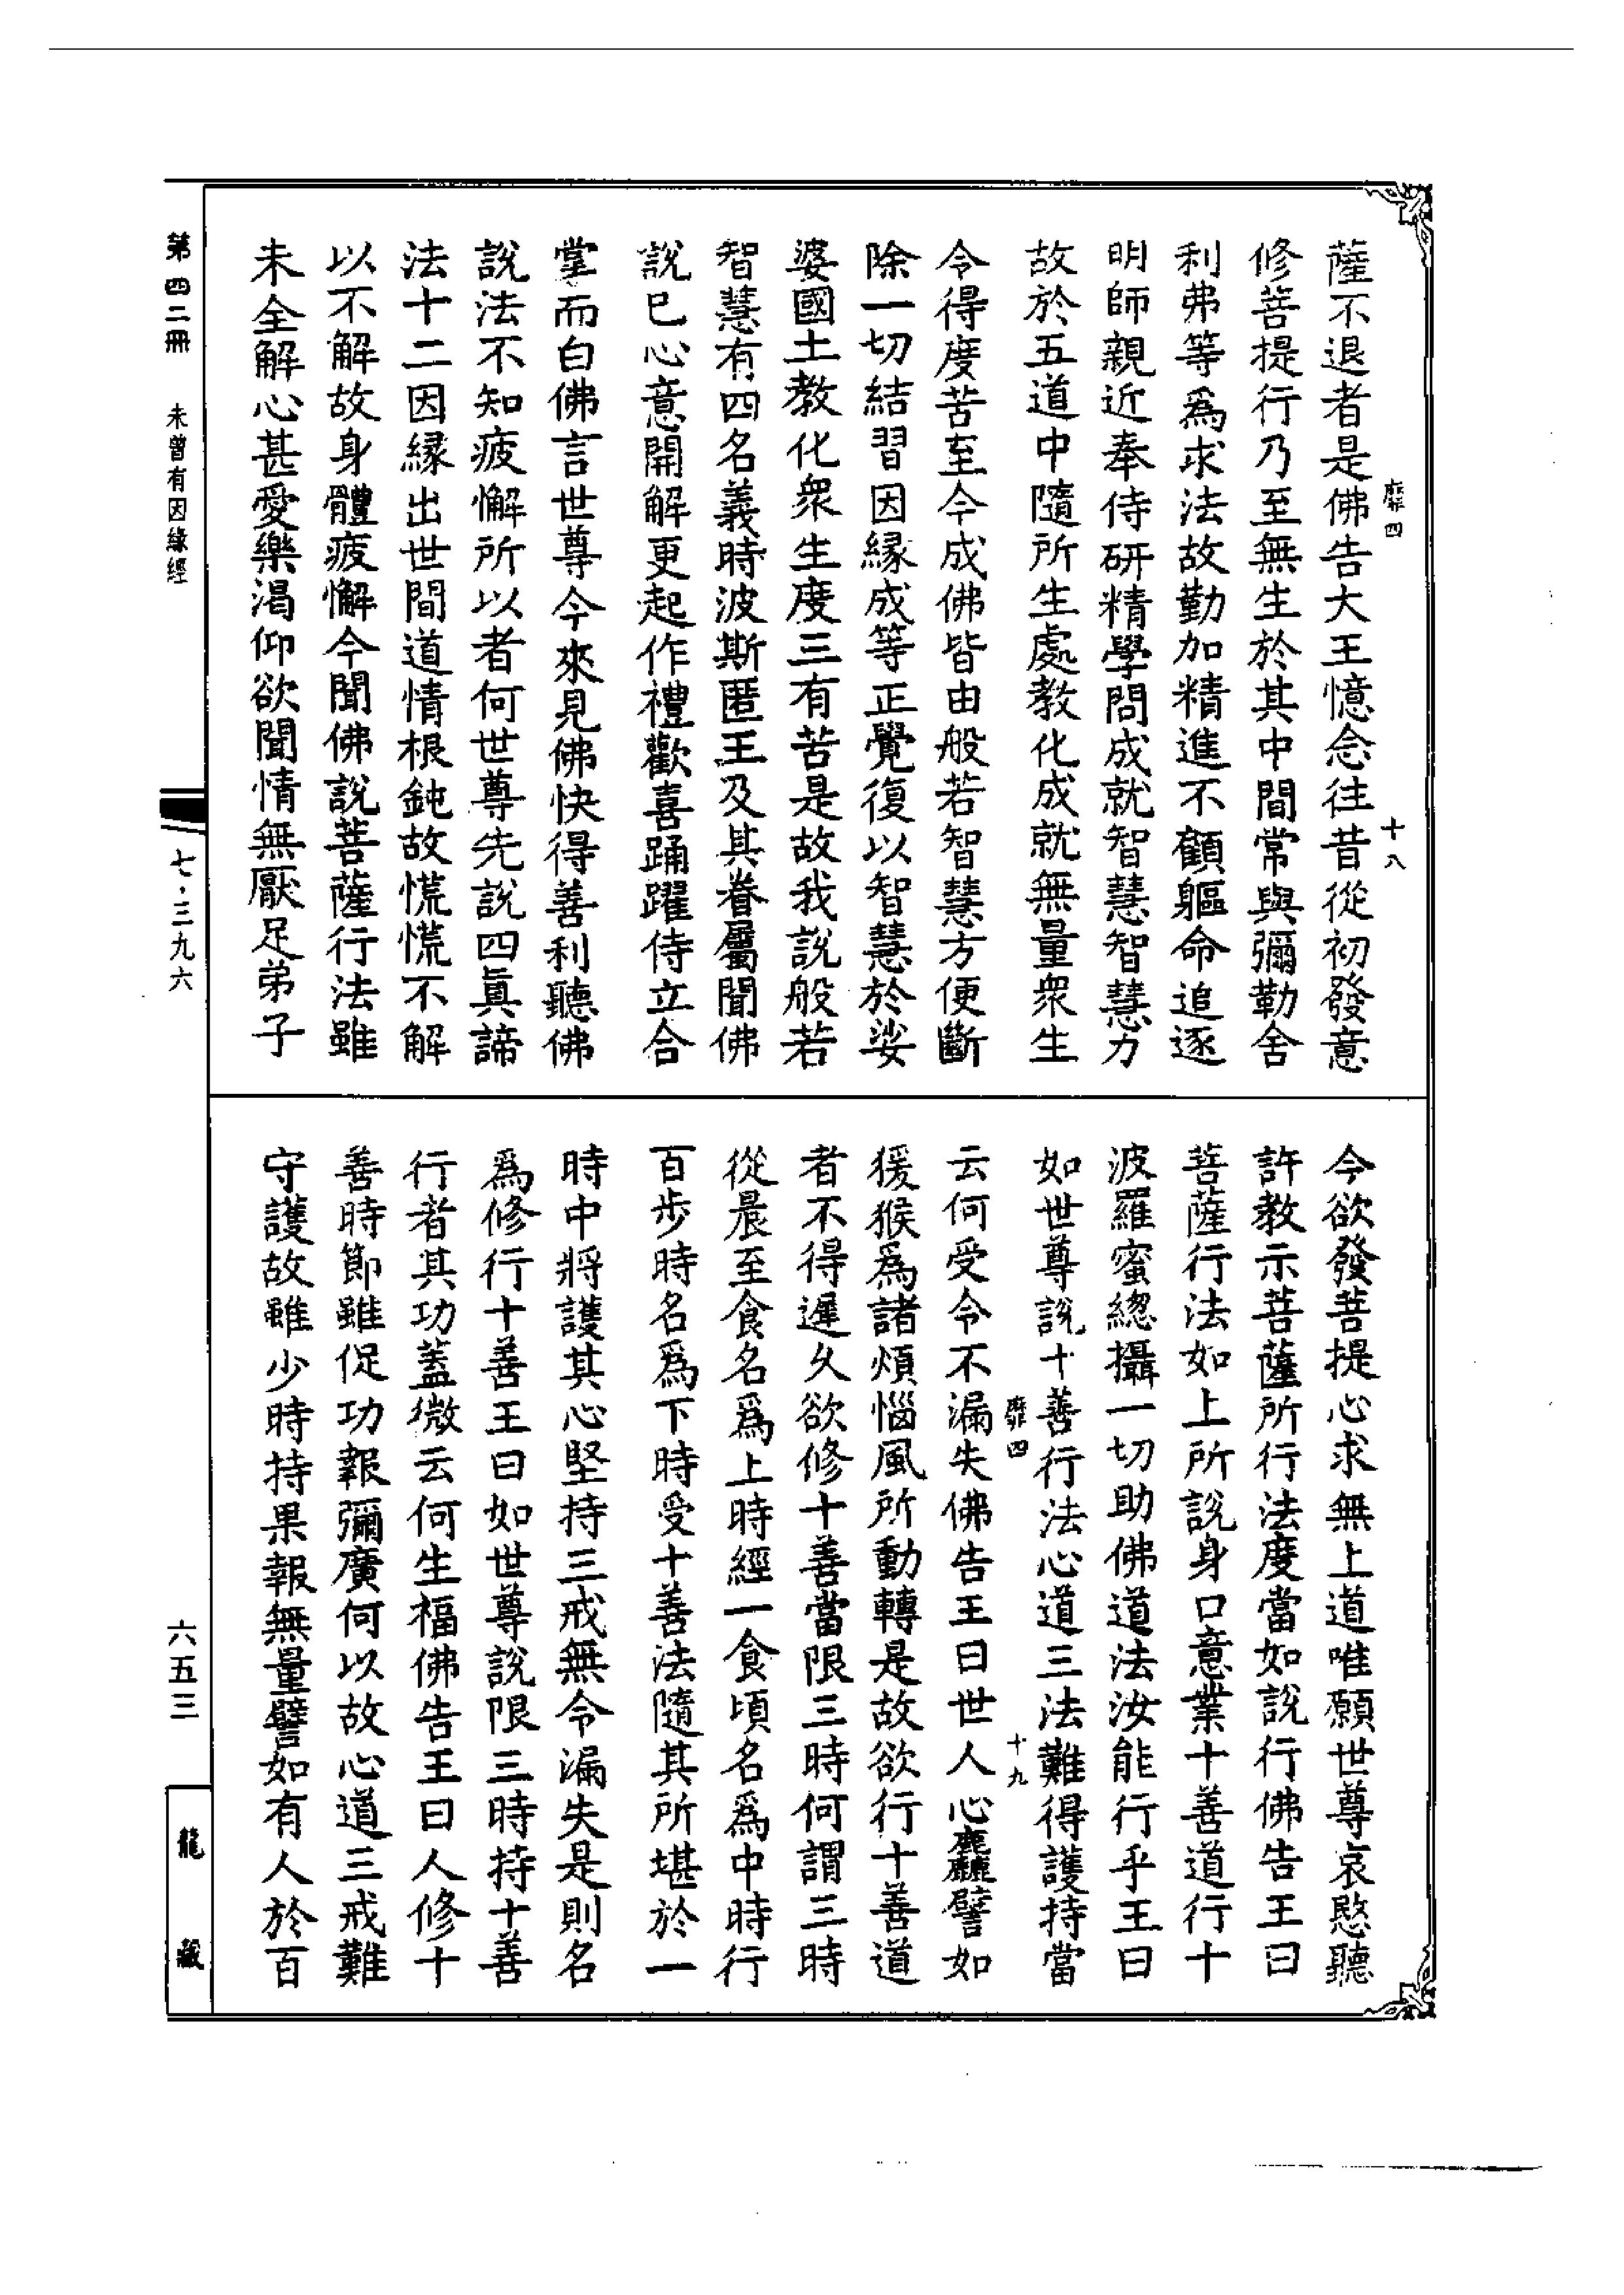 靡四
十八
薩不退者是佛告大王憶念往昔從初發意
修菩提行乃至無生於其中間常與彌勒舍
利弗等爲求法故勤加精進不顧軀命追逐
明師親近奉侍研精學問成就智慧智慧力
故於五道中隨所生處教化成就無量衆生
令得度苦至今成佛皆由般若智慧方便斷
除一切結習因緣成等正覺復以智慧於娑
婆國土教化衆生度三有苦是故我說般若
智慧有四名義時波斯匿王及其眷屬聞佛
說已心意開解更起作禮歡喜踊躍侍立合
掌而白佛言世尊今來見佛快得善利聽佛
說法不知疲懈所以者何世尊先說四眞諦
法十二因緣出世間道情根鈍故慌慌不解
以不解故身體疲懈今聞佛說菩薩行法雖
未全解心甚愛樂渴仰欲聞情無厭足弟子
今欲發菩提心求無上道唯願世尊哀愍聽
許教示菩薩所行法度當如說行佛告王曰
菩薩行法如上所說身口意業十善道行十
波羅蜜總攝一切助佛道法汝能行乎王曰
如世尊說十善行法心道三法難得護持當
靡四
十九
云何受令不漏失佛告王曰世人心麤譬如
猨猴爲諸煩惱風所動轉是故欲行十善道
者不得遲久欲修十善當限三時何謂三時
從晨至食名爲上時經一食頃名爲中時行
百步時名爲下時受十善法隨其所堪於一
時中將護其心堅持三戒無令漏失是則名
爲修行十善王曰如世尊說限三時持十善
行者其功蓋微云何生福佛告王曰人修十
善時節雖促功報彌廣何以故心道三戒難
守護故雖少時持果報無量譬如有人於百
第四二冊
未曾有因緣經
七·三九六
六五三
龍藏